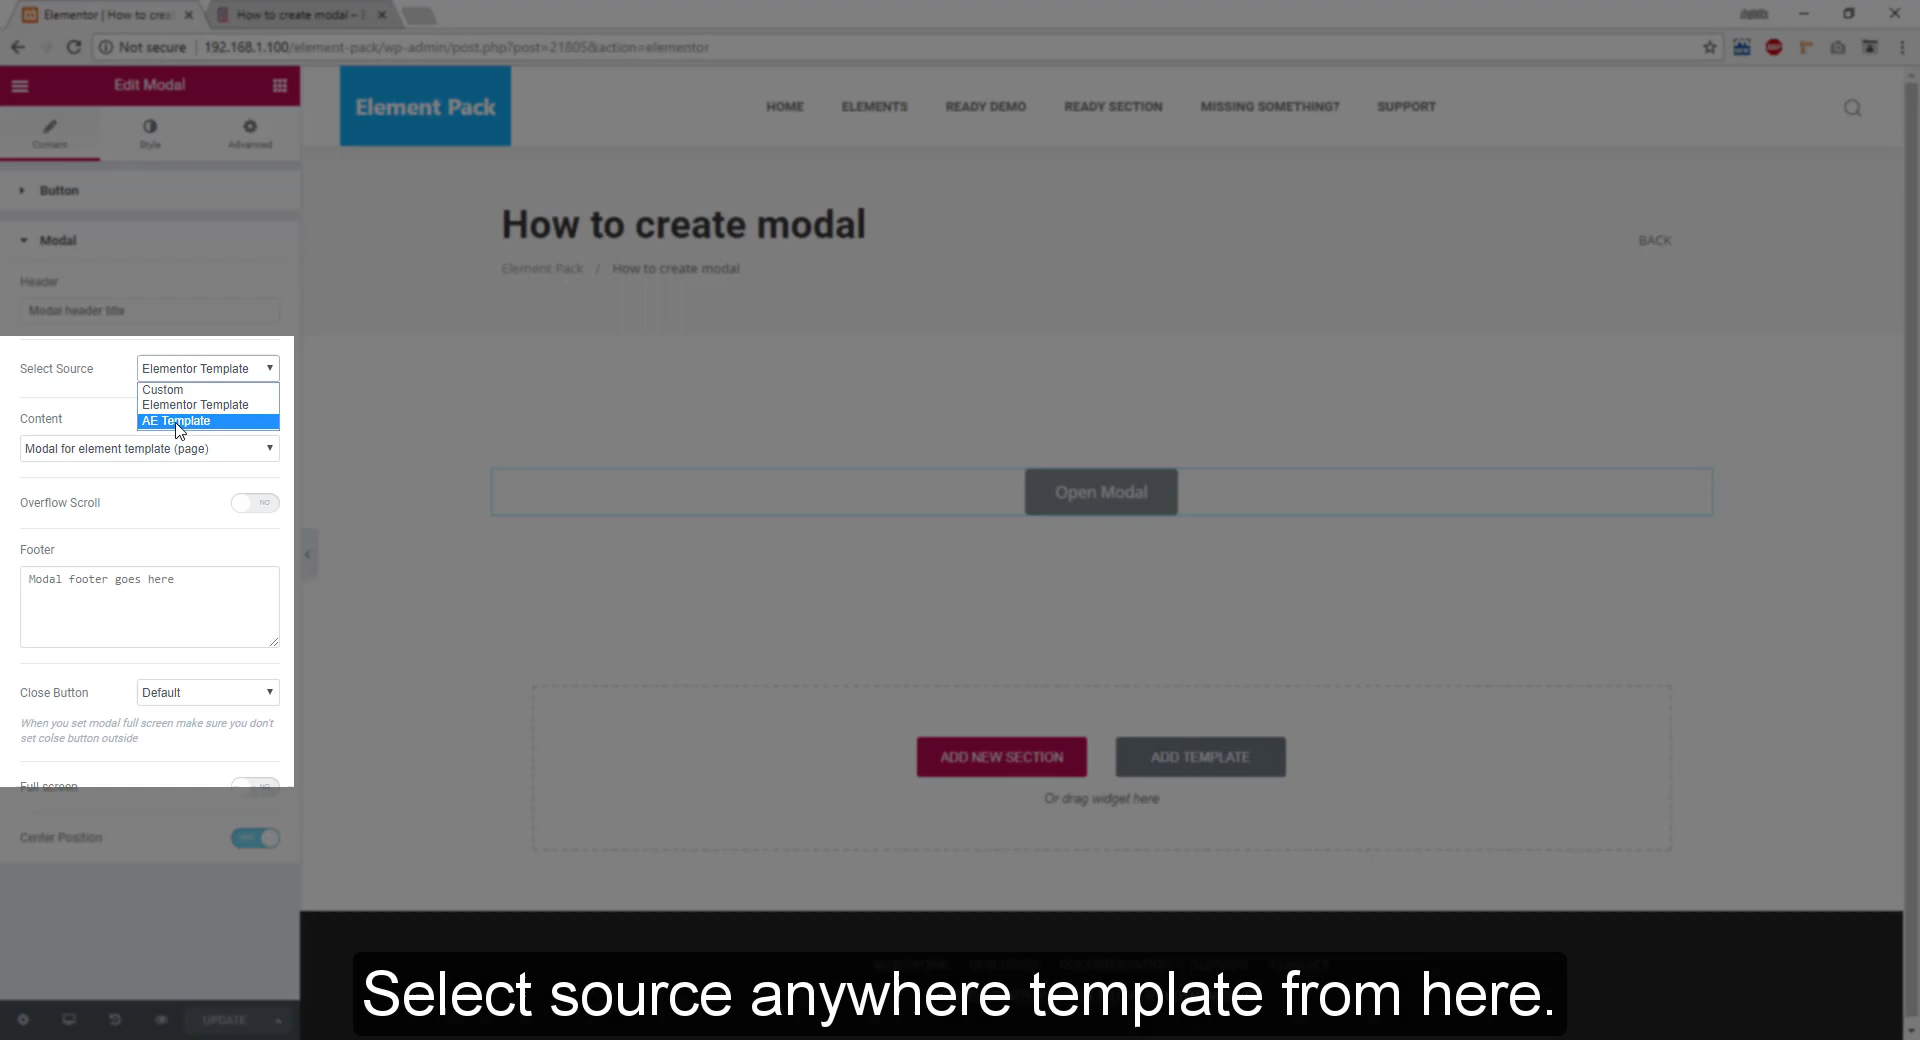 Elementor | How to crea
How to create modal – E
Not secure
192.168.1.100/element-pack/wp-admin/post.php?post=21805&action=elementor
Edit Modal
Content
Style
Advanced
Button
Modal
Header
Modal header title
Select Source
Elementor Template
Custom
Elementor Template
AE Template
Content
Modal for element template (page)
Overflow Scroll
NO
Footer
Modal footer goes here
Close Button
Default
When you set modal full screen make sure you don't
set colse button outside
Full screen
NO
Center Position
YES
UPDATE
Element Pack
HOME
ELEMENTS
READY DEMO
READY SECTION
MISSING SOMETHING?
SUPPORT
How to create modal
BACK
Element Pack / How to create modal
Open Modal
ADD NEW SECTION
ADD TEMPLATE
Or drag widget here
Select source anywhere template from here.